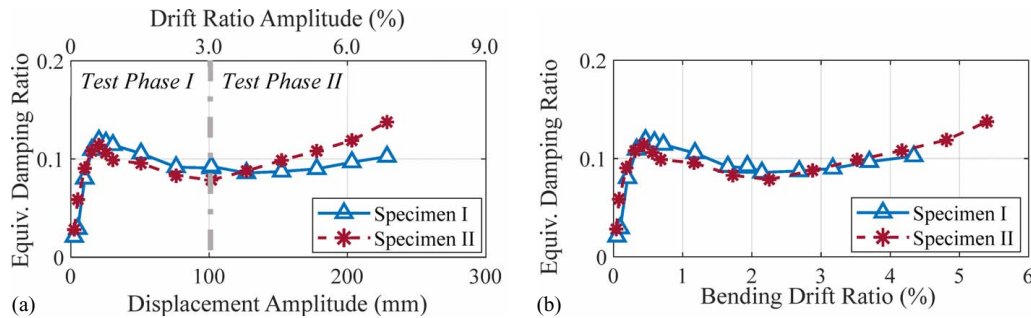 Drift Ratio Amplitude (%)
0 3.0 6.0 9.0
0.2
Test Phase I Test Phase II
Equiv. Damping Ratio
0.1
Specimen I
Specimen II
0
0 100 200 300
(a) Displacement Amplitude (mm)
0.2
Equiv. Damping Ratio
0.1
Specimen I
Specimen II
0
0 1 2 3 4 5 6
(b) Bending Drift Ratio (%)